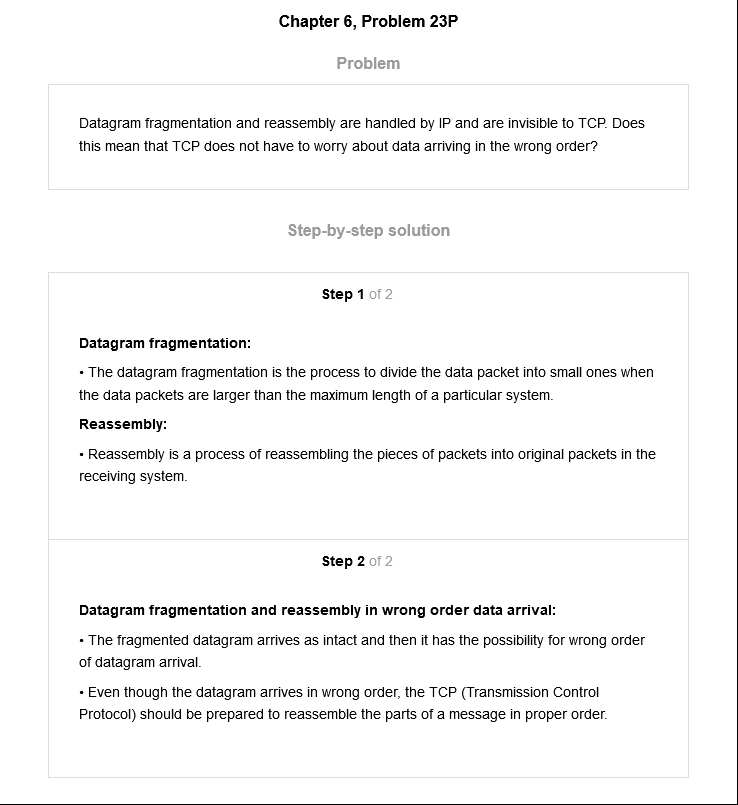 Chapter 6, Problem 23P
Problem
Datagram fragmentation and reassembly are handled by IP and are invisible to TCP. Does
this mean that TCP does not have to worry about data arriving in the wrong order?
Step-by-step solution
Step 1 of 2
Datagram fragmentation:
• The datagram fragmentation is the process to divide the data packet into small ones when
the data packets are larger than the maximum length of a particular system.
Reassembly:
• Reassembly is a process of reassembling the pieces of packets into original packets in the
receiving system.
Step 2 of 2
Datagram fragmentation and reassembly in wrong order data arrival:
• The fragmented datagram arrives as intact and then it has the possibility for wrong order
of datagram arrival.
• Even though the datagram arrives in wrong order, the TCP (Transmission Control
Protocol) should be prepared to reassemble the parts of a message in proper order.